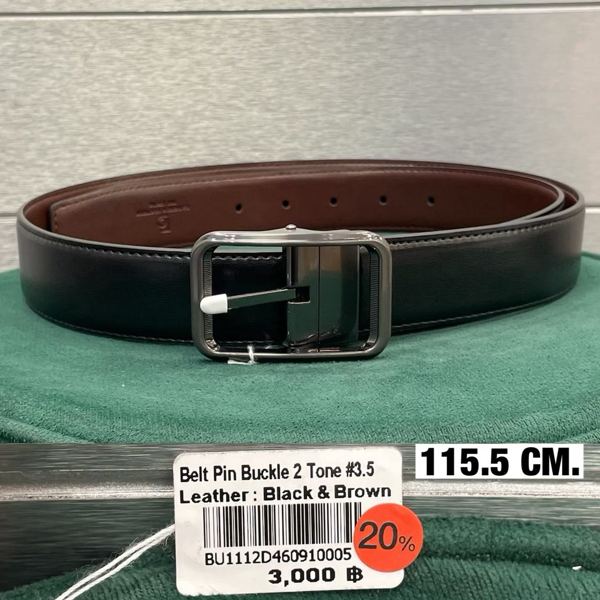 115.5 CM.
Belt Pin Buckle 2 Tone #3.5
Leather : Black & Brown
BU1112D460910005
20%
3,000 ฿